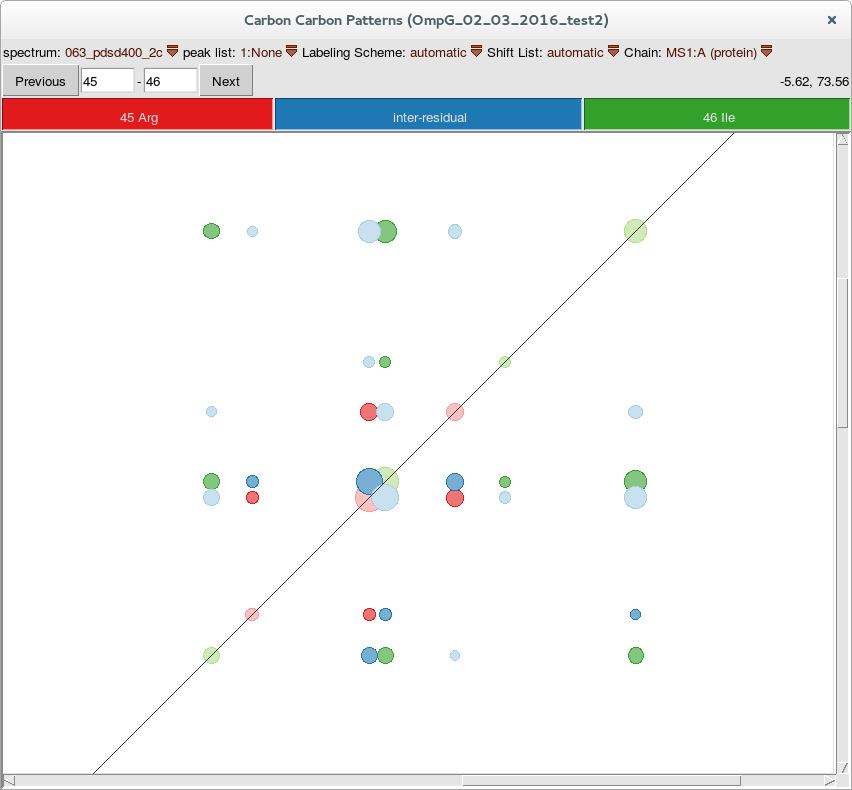 Carbon Carbon Patterns (OmpG_02_03_2016_test2)
spectrum: 063_pdsd400_2c peak list: 1:None Labeling Scheme: automatic Shift List: automatic Chain: MS1:A (protein)
Previous 45 - 46 Next -5.62, 73.56
45 Arg inter-residual 46 Ile